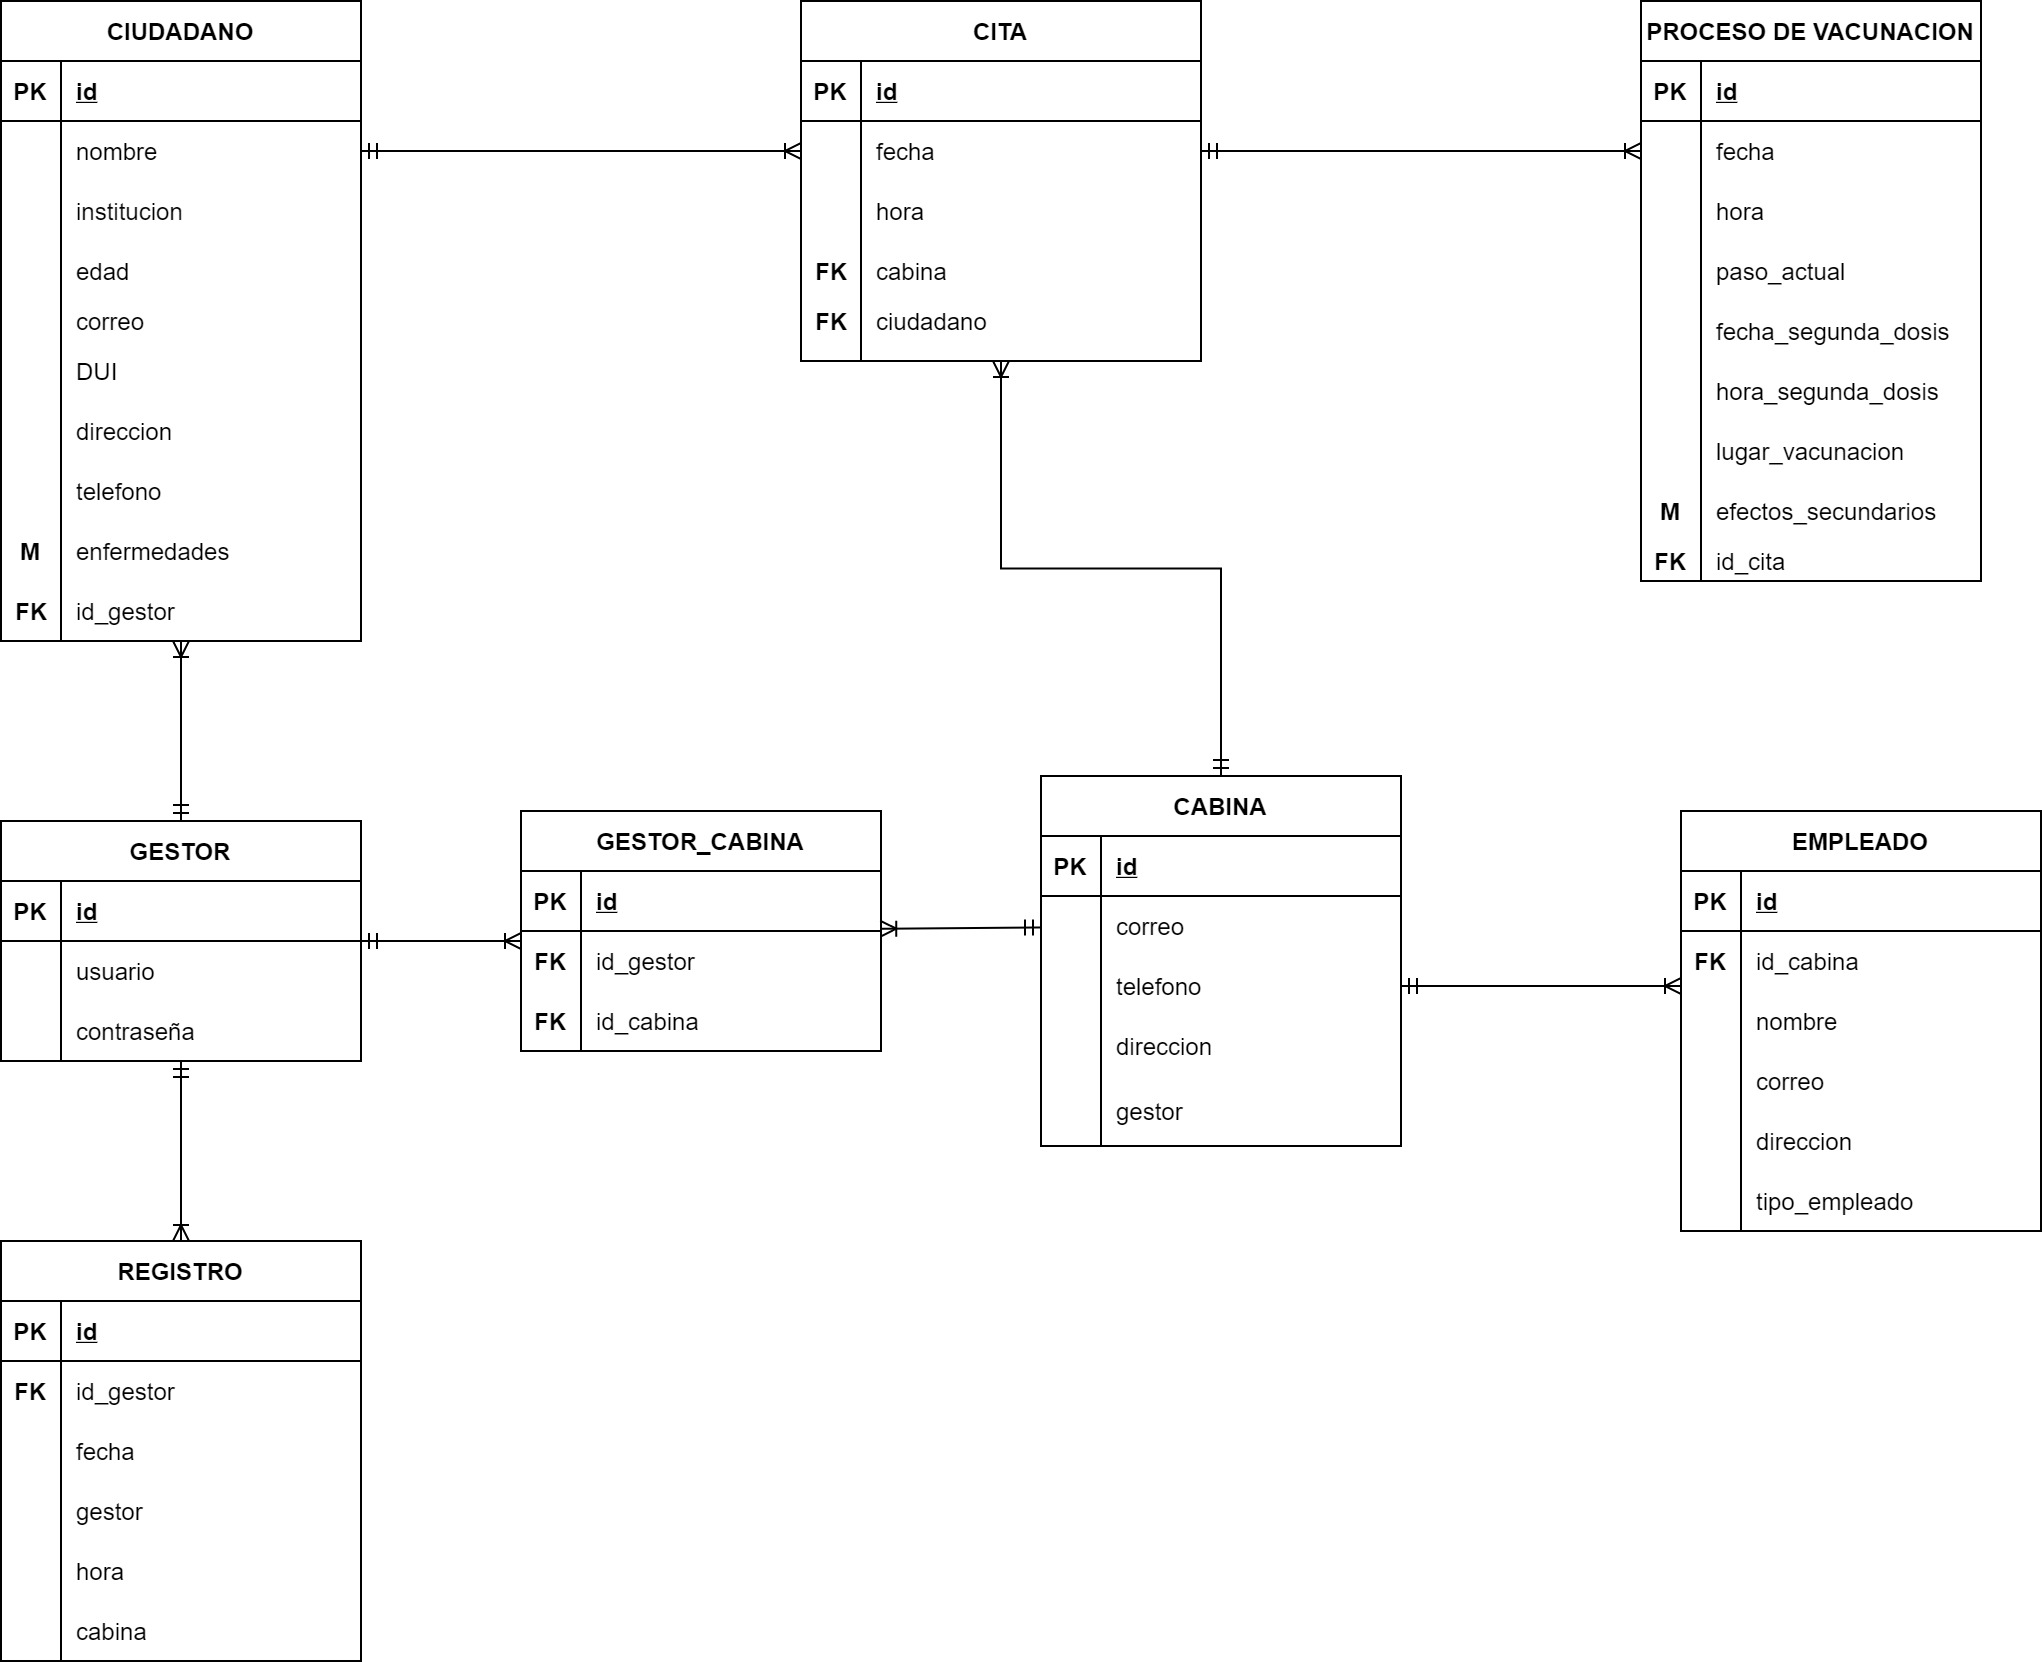 CIUDADANO
PK id
nombre
institucion
edad
correo
DUI
direccion
telefono
M enfermedades
FK id_gestor
CITA
PK id
fecha
hora
FK cabina
FK ciudadano
PROCESO DE VACUNACION
PK id
fecha
hora
paso_actual
fecha_segunda_dosis
hora_segunda_dosis
lugar_vacunacion
M efectos_secundarios
FK id_cita
GESTOR
PK id
usuario
contraseña
GESTOR_CABINA
PK id
FK id_gestor
FK id_cabina
CABINA
PK id
correo
telefono
direccion
gestor
EMPLEADO
PK id
FK id_cabina
nombre
correo
direccion
tipo_empleado
REGISTRO
PK id
FK id_gestor
fecha
gestor
hora
cabina